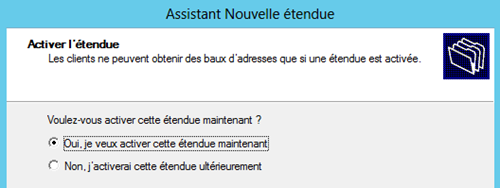 Assistant Nouvelle étendue
Activer l'étendue
Les clients ne peuvent obtenir des baux d'adresses que si une étendue est activée.
Voulez-vous activer cette étendue maintenant ?
Oui, je veux activer cette étendue maintenant
Non, j'activerai cette étendue ultérieurement